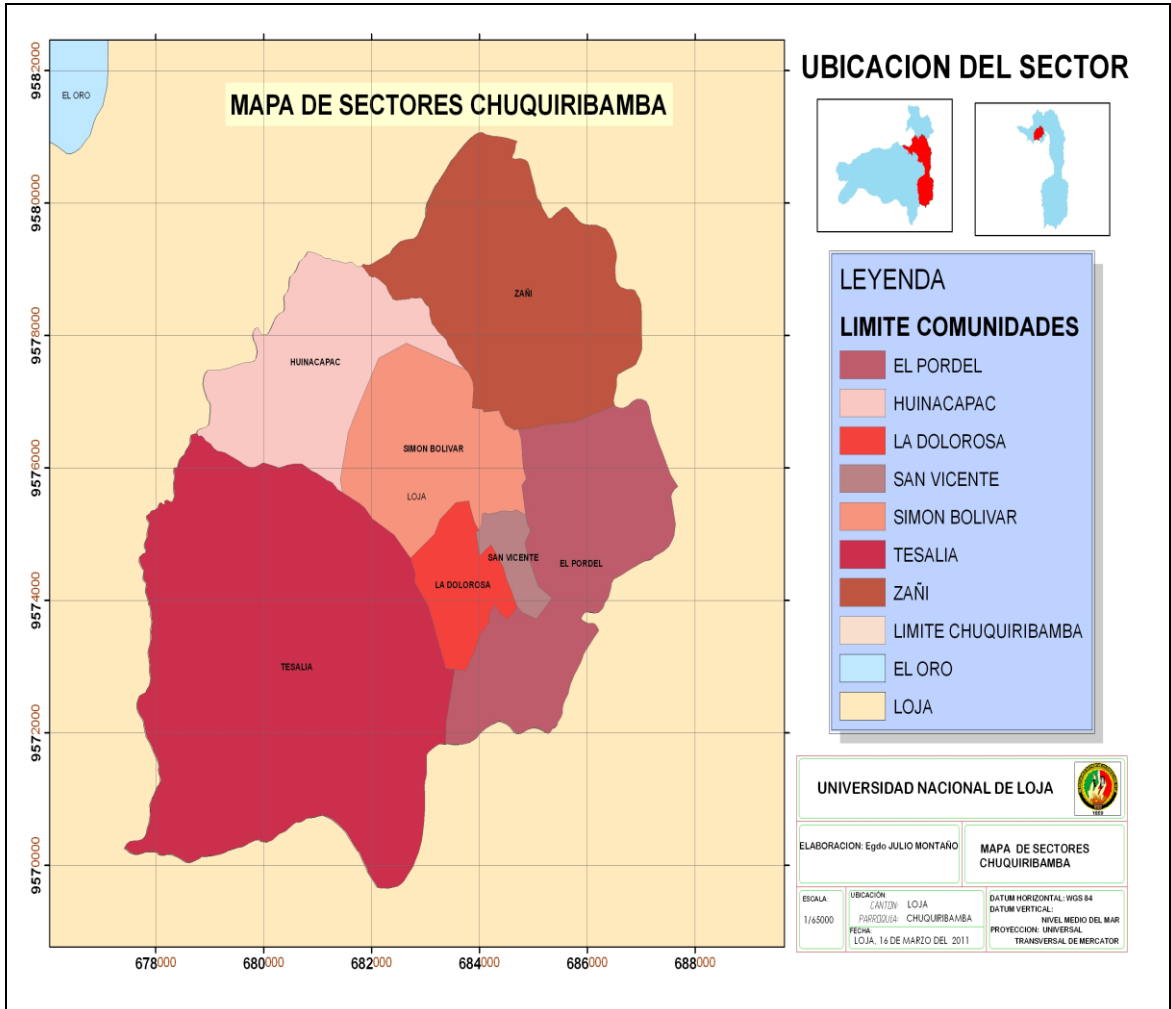 MAPA DE SECTORES CHUQUIRIBAMBA
EL ORO
ZAÑI
HUINACAPAC
SIMON BOLIVAR
LOJA
SAN VICENTE
EL PORDEL
LA DOLOROSA
TESALIA
9582000
9580000
9578000
9576000
9574000
9572000
9570000
678000 680000 682000 684000 686000 688000
UBICACION DEL SECTOR
LEYENDA
LIMITE COMUNIDADES
EL PORDEL
HUINACAPAC
LA DOLOROSA
SAN VICENTE
SIMON BOLIVAR
TESALIA
ZAÑI
LIMITE CHUQUIRIBAMBA
EL ORO
LOJA
UNIVERSIDAD NACIONAL DE LOJA
1859
ELABORACION: Egdo JULIO MONTAÑO
MAPA DE SECTORES
CHUQUIRIBAMBA
ESCALA:
1/65000
UBICACIÓN:
CANTON: LOJA
PARROQUIA: CHUQUIRIBAMBA
FECHA:
LOJA, 16 DE MARZO DEL 2011
DATUM HORIZONTAL: WGS 84
DATUM VERTICAL:
NIVEL MEDIO DEL MAR
PROYECCION: UNIVERSAL
TRANSVERSAL DE MERCATOR